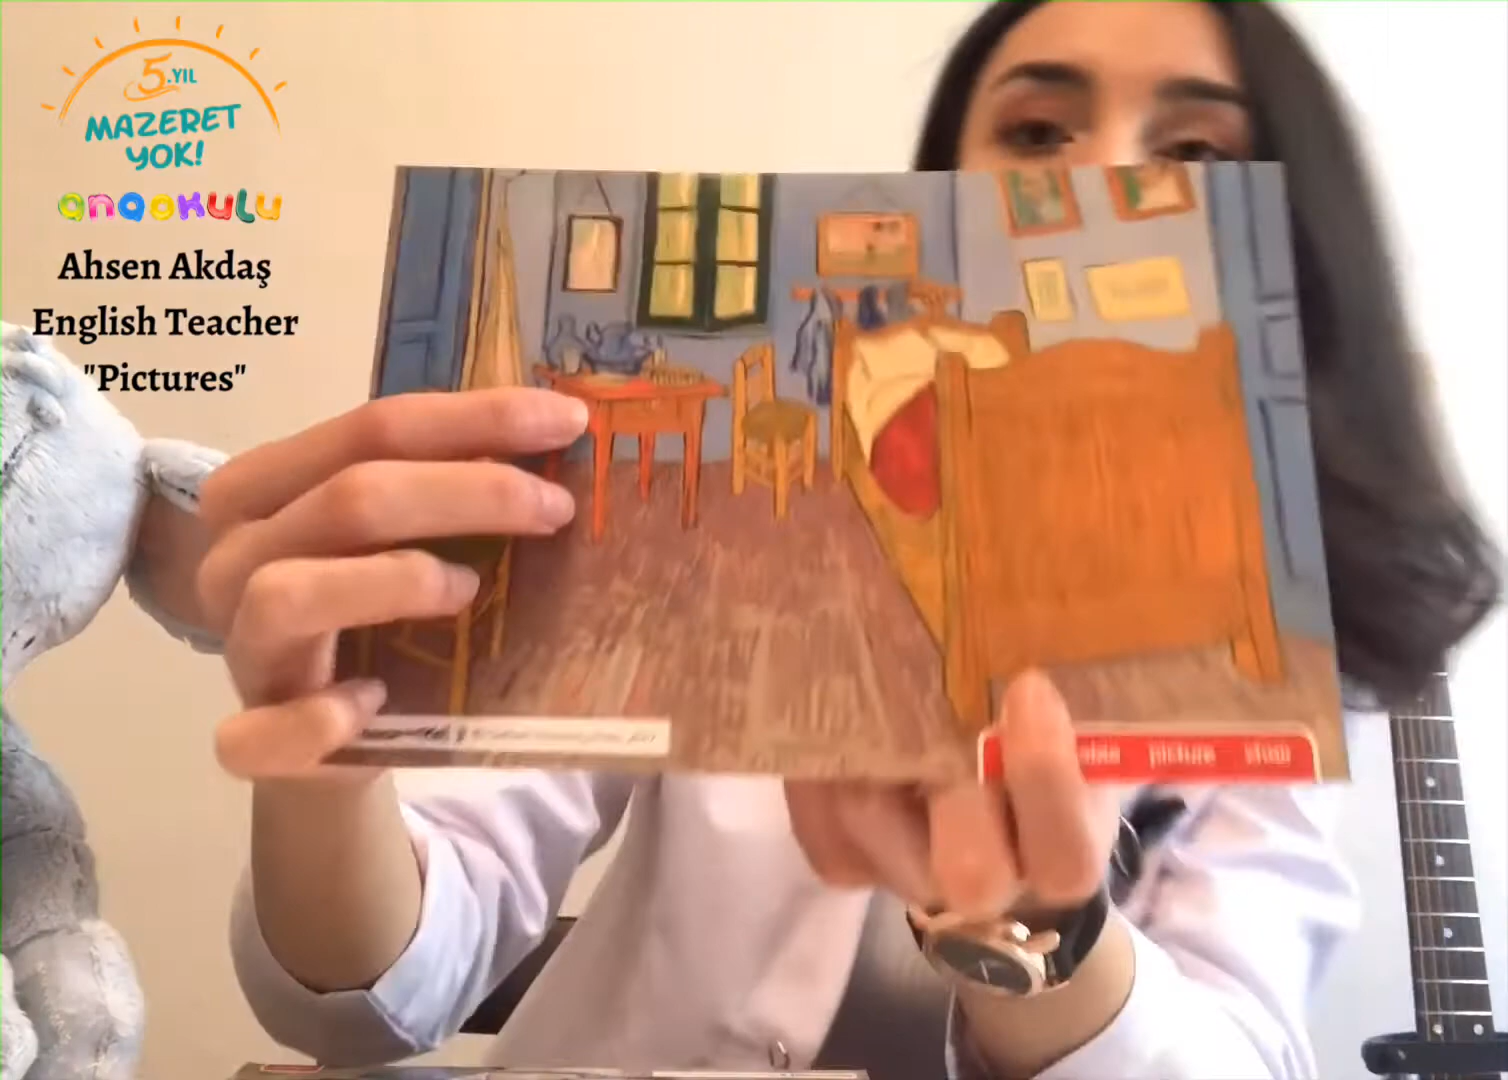 5.YIL
MAZERET
YOK!
anaokulu
Ahsen Akdaş
English Teacher
"Pictures"
picture